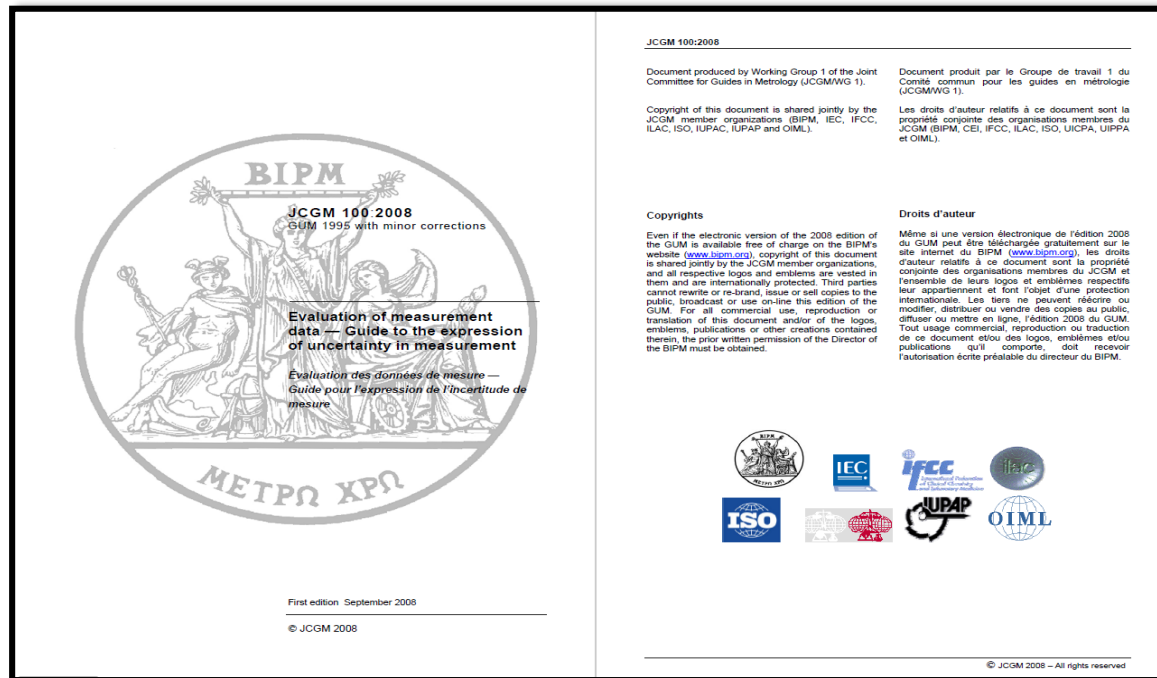 BIPM
JCGM 100:2008
GUM 1995 with minor corrections
Evaluation of measurement
data — Guide to the expression
of uncertainty in measurement
Évaluation des données de mesure —
Guide pour l'expression de l'incertitude de
mesure
ΜΕΤΡΩ ΧΡΩ
First edition September 2008
© JCGM 2008
JCGM 100:2008
Document produced by Working Group 1 of the Joint
Committee for Guides in Metrology (JCGM/WG 1).
Copyright of this document is shared jointly by the
JCGM member organizations (BIPM, IEC, IFCC,
ILAC, ISO, IUPAC, IUPAP and OIML).
Document produit par le Groupe de travail 1 du
Comité commun pour les guides en métrologie
(JCGM/WG 1).
Les droits d'auteur relatifs à ce document sont la
propriété conjointe des organisations membres du
JCGM (BIPM, CEI, IFCC, ILAC, ISO, UICPA, UIPPA
et OIML).
Copyrights
Even if the electronic version of the 2008 edition of
the GUM is available free of charge on the BIPM's
website (www.bipm.org), copyright of this document
is shared jointly by the JCGM member organizations,
and all respective logos and emblems are vested in
them and are internationally protected. Third parties
cannot rewrite or re-brand, issue or sell copies to the
public, broadcast or use on-line this edition of the
GUM. For all commercial use, reproduction or
translation of this document and/or of the logos,
emblems, publications or other creations contained
therein, the prior written permission of the Director of
the BIPM must be obtained.
Droits d'auteur
Même si une version électronique de l'édition 2008
du GUM peut être téléchargée gratuitement sur le
site internet du BIPM (www.bipm.org), les droits
d'auteur relatifs à ce document sont la propriété
conjointe des organisations membres du JCGM et
l'ensemble de leurs logos et emblèmes respectifs
leur appartiennent et font l'objet d'une protection
internationale. Les tiers ne peuvent réécrire ou
modifier, distribuer ou vendre des copies au public,
diffuser ou mettre en ligne, l'édition 2008 du GUM.
Tout usage commercial, reproduction ou traduction
de ce document et/ou des logos, emblèmes et/ou
publications qu'il comporte, doit recevoir
l'autorisation écrite préalable du directeur du BIPM.
BIPM
ΜΕΤΡΩ ΧΡΩ
IEC
ifcc
International Federation
of Clinical Chemistry
and Laboratory Medicine
ilac
ISO
IUPAP
OIML
© JCGM 2008 – All rights reserved